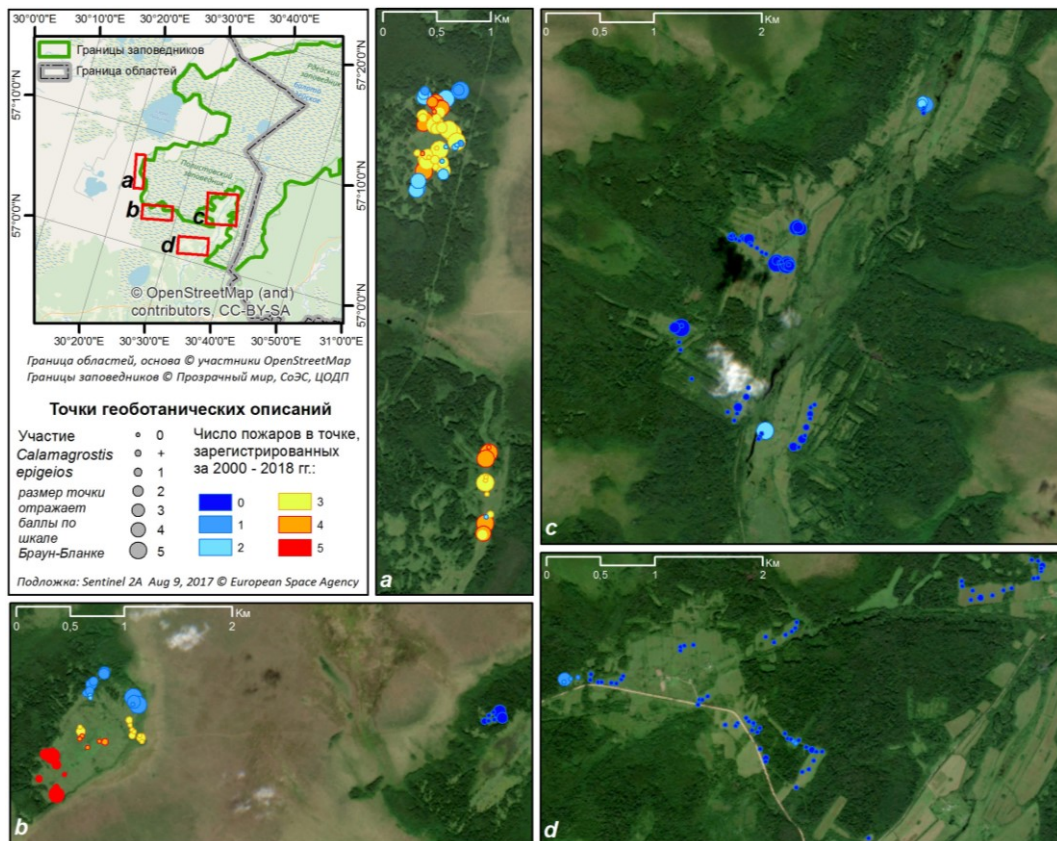 30°00'0"E 30°10'0"E 30°20'0"E 30°30'0"E
57°20'0"N
57°10'0"N
57°0'0"N
57°10'0"N
57°0'0"N
Границы заповедников
Граница областей
Рдейский
заповедник
Полистовский
заповедник
a
b
c
d
© OpenStreetMap (and)
contributors, CC-BY-SA
30°20'0"E 30°30'0"E 30°40'0"E 30°50'0"E 31°0'0"E
Граница областей, основа © участники OpenStreetMap
Границы заповедников © Прозрачный мир, СоЭС, ЦОДП
Точки геоботанических описаний
Участие
Calamagrostis
epigeios
размер точки
отражает
баллы по
шкале
Браун-Бланке
0
+
1
2
3
4
5
Число пожаров в точке,
зарегистрированных
за 2000 - 2018 гг.:
0 3
1 4
2 5
Подложка: Sentinel 2A Aug 9, 2017 © European Space Agency
Км
0 1
a
Км
0 0,5 1 2
b
Км
0 0,5 1 2
c
Км
0 0,5 1 2
d